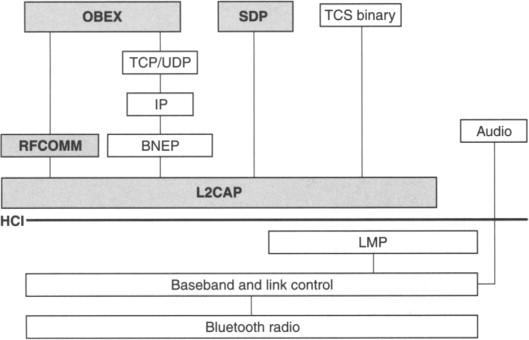 OBEX
SDP
TCS binary
TCP/UDP
IP
Audio
RFCOMM
BNEP
L2CAP
HCI
LMP
Baseband and link control
Bluetooth radio